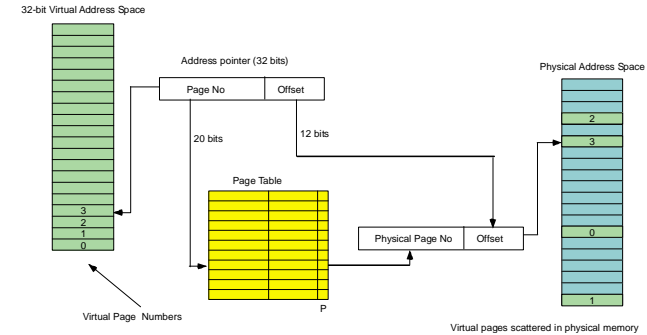 32-bit Virtual Address Space
Address pointer (32 bits)
Physical Address Space
Page No Offset
2
20 bits
12 bits
3
Page Table
3
2
1
0
Physical Page No Offset
0
P
1
Virtual Page Numbers
Virtual pages scattered in physical memory